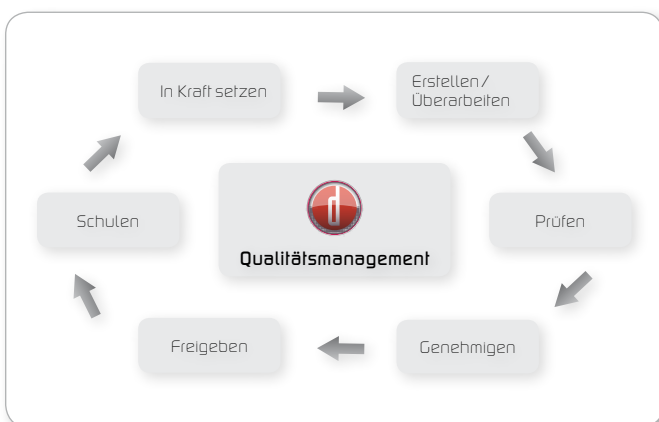 In Kraft setzen
Erstellen /
Überarbeiten
Schulen
d
Qualitätsmanagement
Prüfen
Freigeben
Genehmigen